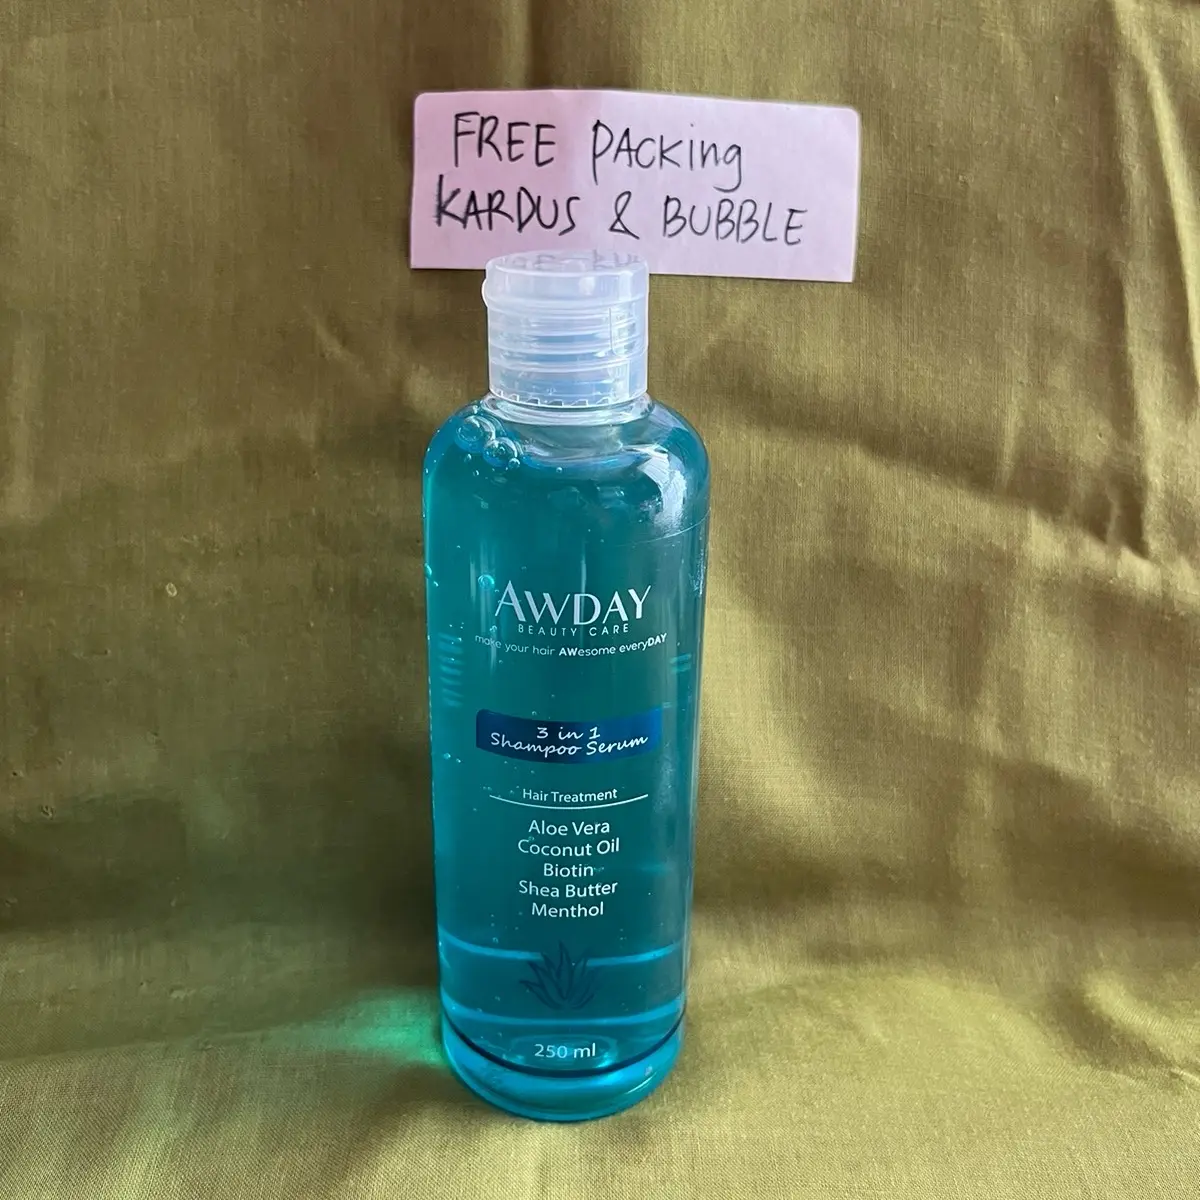 FREE PACKing
KARDUS & BUBBLE
AWDAY
BEAUTY CARE
make your hair AWesome everyDAY
3 in 1
Shampoo Serum
Hair Treatment
Aloe Vera
Coconut Oil
Biotin
Shea Butter
Menthol
250 ml